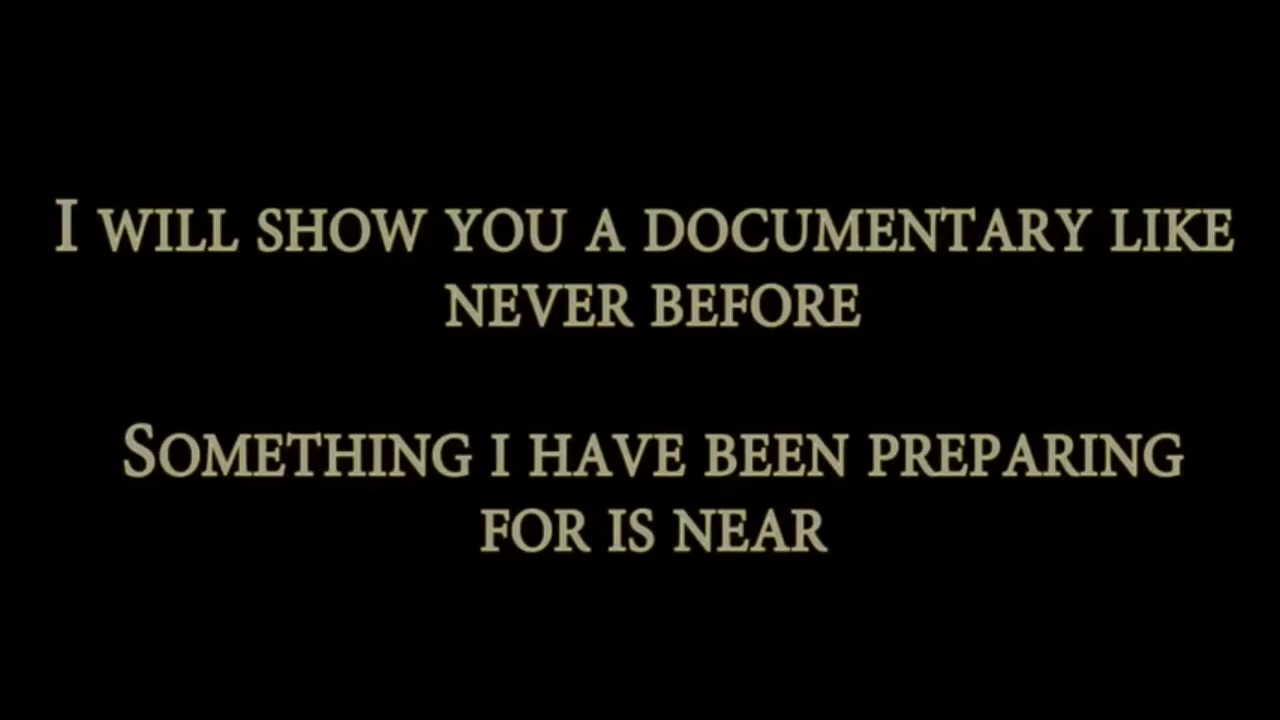 I WILL SHOW YOU A DOCUMENTARY LIKE
NEVER BEFORE
SOMETHING I HAVE BEEN PREPARING
FOR IS NEAR